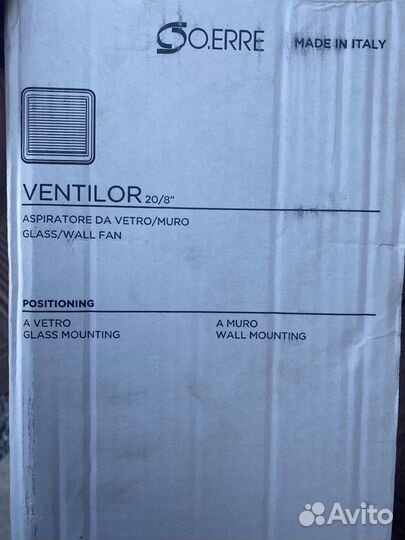 SO.ERRE MADE IN ITALY
VENTILOR 20/8"
ASPIRATORE DA VETRO/MURO
GLASS/WALL FAN
POSITIONING
A VETRO A MURO
GLASS MOUNTING WALL MOUNTING
Avito